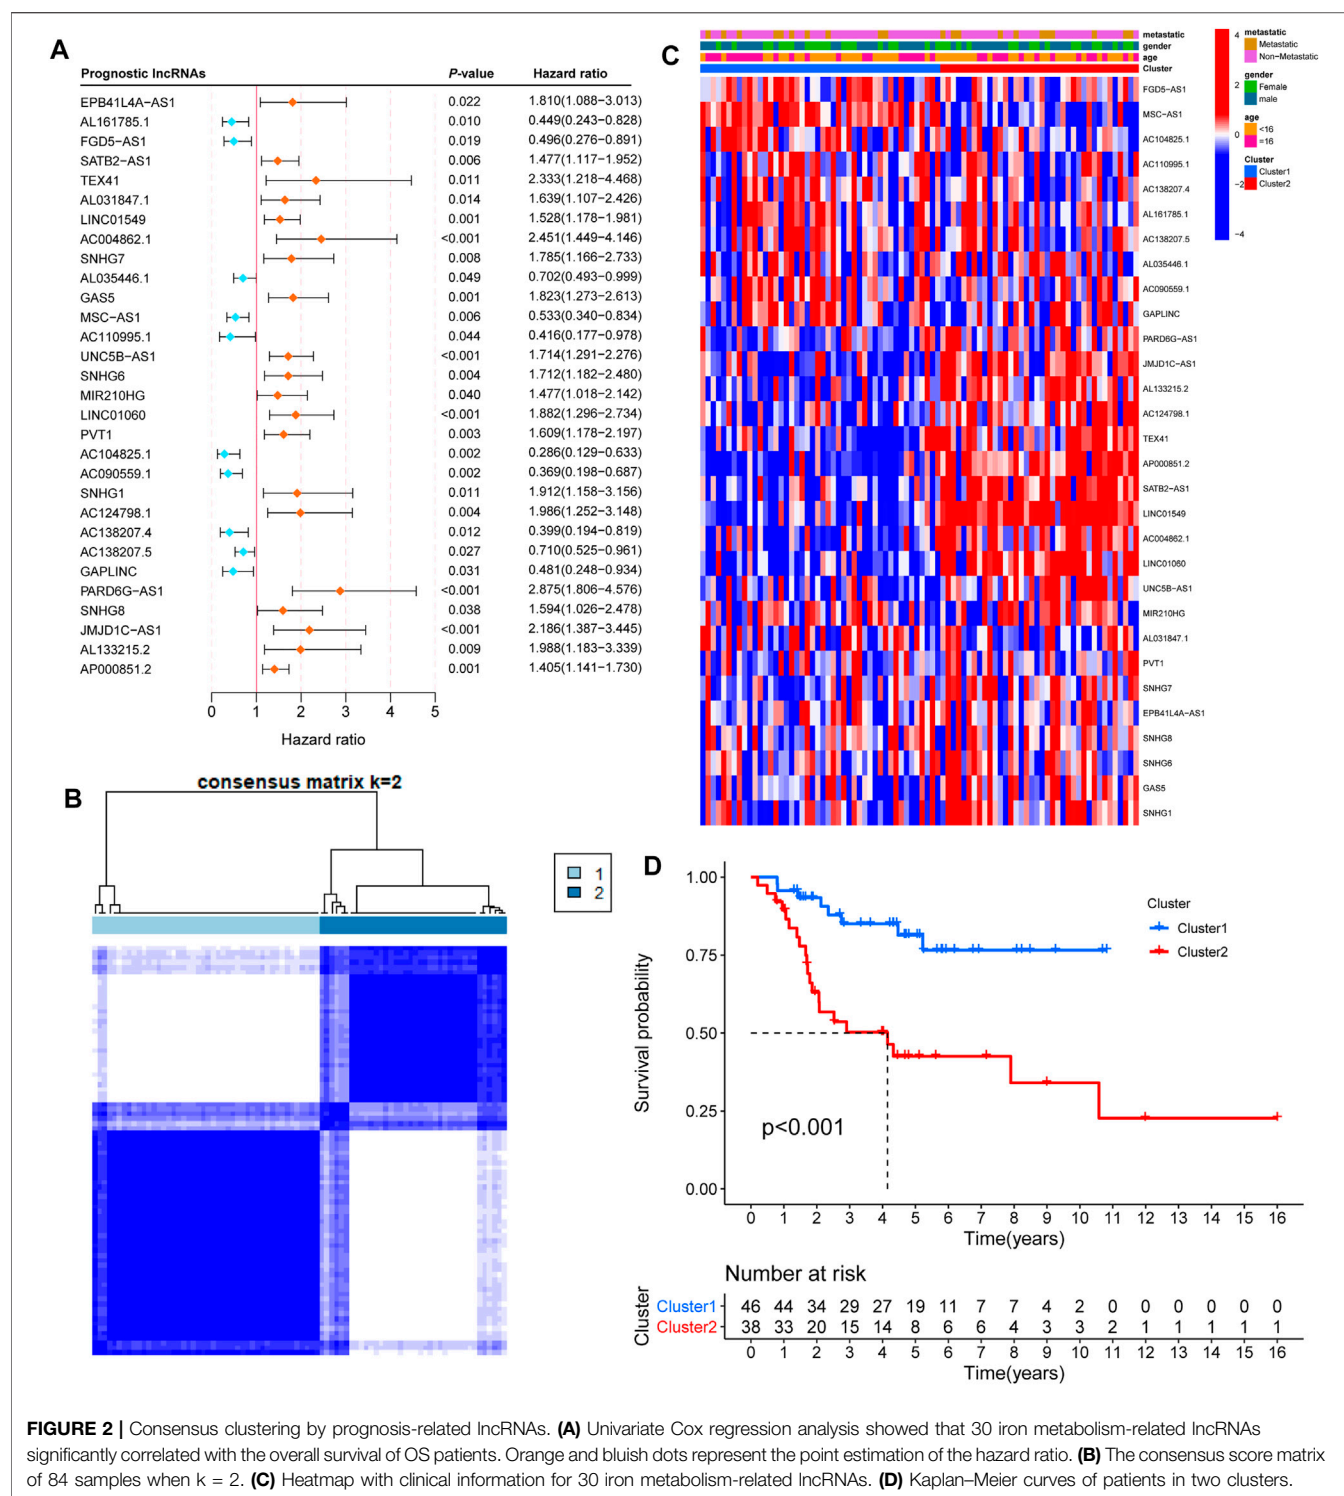 (A)
Prognostic lncRNAs P-value Hazard ratio
EPB41L4A−AS1 0.022 1.810(1.088−3.013)
AL161785.1 0.010 0.449(0.243−0.828)
FGD5−AS1 0.019 0.496(0.276−0.891)
SATB2−AS1 0.006 1.477(1.117−1.952)
TEX41 0.011 2.333(1.218−4.468)
AL031847.1 0.014 1.639(1.107−2.426)
LINC01549 0.001 1.528(1.178−1.981)
AC004862.1 <0.001 2.451(1.449−4.146)
SNHG7 0.008 1.785(1.166−2.733)
AL035446.1 0.049 0.702(0.493−0.999)
GAS5 0.001 1.823(1.273−2.613)
MSC−AS1 0.006 0.533(0.340−0.834)
AC110995.1 0.044 0.416(0.177−0.978)
UNC5B−AS1 <0.001 1.714(1.291−2.276)
SNHG6 0.004 1.712(1.182−2.480)
MIR210HG 0.040 1.477(1.018−2.142)
LINC01060 <0.001 1.882(1.296−2.734)
PVT1 0.003 1.609(1.178−2.197)
AC104825.1 0.002 0.286(0.129−0.633)
AC090559.1 0.002 0.369(0.198−0.687)
SNHG1 0.011 1.912(1.158−3.156)
AC124798.1 0.004 1.986(1.252−3.148)
AC138207.4 0.012 0.399(0.194−0.819)
AC138207.5 0.027 0.710(0.525−0.961)
GAPLINC 0.031 0.481(0.248−0.934)
PARD6G−AS1 <0.001 2.875(1.806−4.576)
SNHG8 0.038 1.594(1.026−2.478)
JMJD1C−AS1 <0.001 2.186(1.387−3.445)
AL133215.2 0.009 1.988(1.183−3.339)
AP000851.2 0.001 1.405(1.141−1.730)
0 1 2 3 4 5
Hazard ratio
B
consensus matrix k=2
1
2
C
metastatic
gender
age
Cluster
FGD5−AS1
MSC−AS1
AC104825.1
AC110995.1
AC138207.4
AL161785.1
AC138207.5
AL035446.1
AC090559.1
GAPLINC
PARD6G−AS1
JMJD1C−AS1
AL133215.2
AC124798.1
TEX41
AP000851.2
SATB2−AS1
LINC01549
AC004862.1
LINC01060
UNC5B−AS1
MIR210HG
AL031847.1
PVT1
SNHG7
EPB41L4A−AS1
SNHG8
SNHG6
GAS5
SNHG1
4
2
0
−2
−4
metastatic
Metastatic
Non−Metastatic
gender
Female
male
age
<16
=16
Cluster
Cluster1
Cluster2
D
Survival probability
1.00
0.75
0.50
0.25
0.00
p<0.001
Cluster
Cluster1
Cluster2
0 1 2 3 4 5 6 7 8 9 10 11 12 13 14 15 16
Time(years)
Number at risk
Cluster
Cluster1 46 44 34 29 27 19 11 7 7 4 2 0 0 0 0 0 0
Cluster2 38 33 20 15 14 8 6 6 4 3 3 2 1 1 1 1 1
0 1 2 3 4 5 6 7 8 9 10 11 12 13 14 15 16
Time(years)
FIGURE 2 | Consensus clustering by prognosis-related lncRNAs. (A) Univariate Cox regression analysis showed that 30 iron metabolism-related lncRNAs
significantly correlated with the overall survival of OS patients. Orange and bluish dots represent the point estimation of the hazard ratio. (B) The consensus score matrix
of 84 samples when k = 2. (C) Heatmap with clinical information for 30 iron metabolism-related lncRNAs. (D) Kaplan–Meier curves of patients in two clusters.